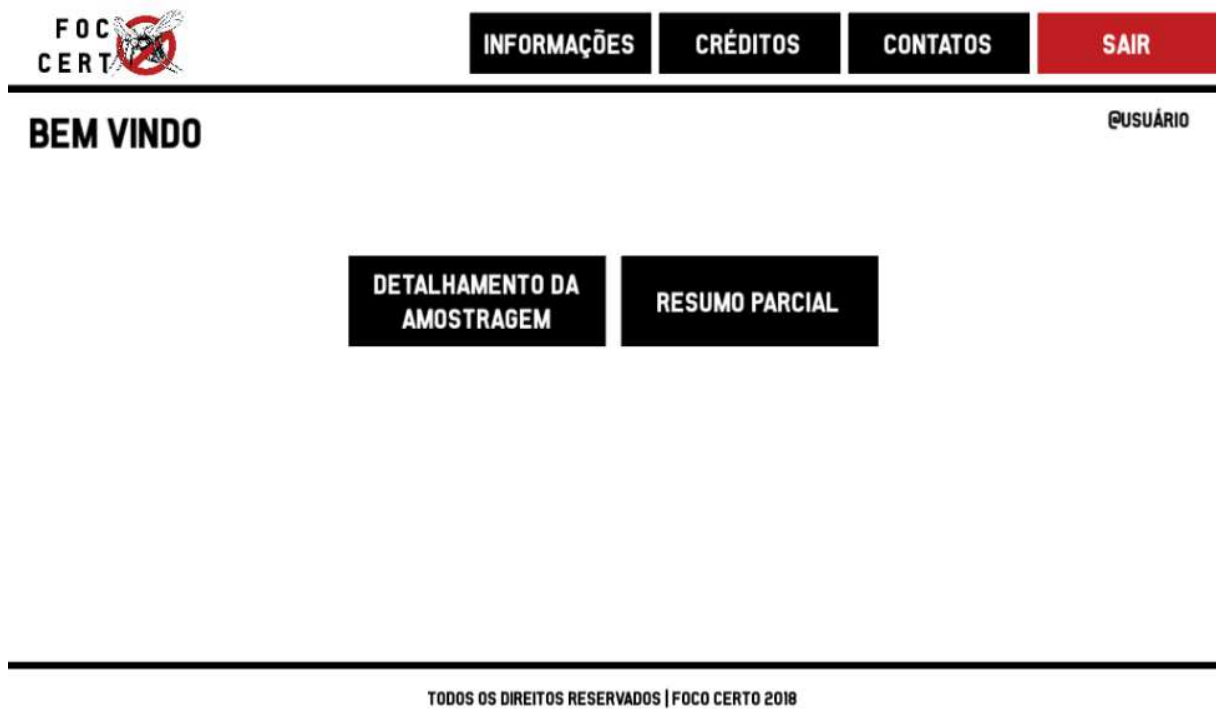 FOC
CERT
INFORMAÇÕES
CRÉDITOS
CONTATOS
SAIR
BEM VINDO
@USUÁRIO
DETALHAMENTO DA
AMOSTRAGEM
RESUMO PARCIAL
TODOS OS DIREITOS RESERVADOS | FOCO CERTO 2018